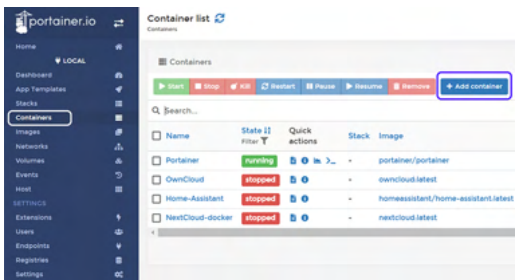 portainer.io
Home
LOCAL
Dashboard
App Templates
Stacks
Containers
Images
Networks
Volumes
Events
Host
SETTINGS
Extensions
Users
Endpoints
Registries
Settings
Container list
Containers
Containers
Start Stop Kill Restart Pause Resume Remove + Add container
Search...
Name State Filter Quick actions Stack Image
Portainer running >_ - portainer/portainer
OwnCloud stopped - owncloud:latest
Home-Assistant stopped - homeassistant/home-assistant:latest
NextCloud-docker stopped - nextcloud:latest